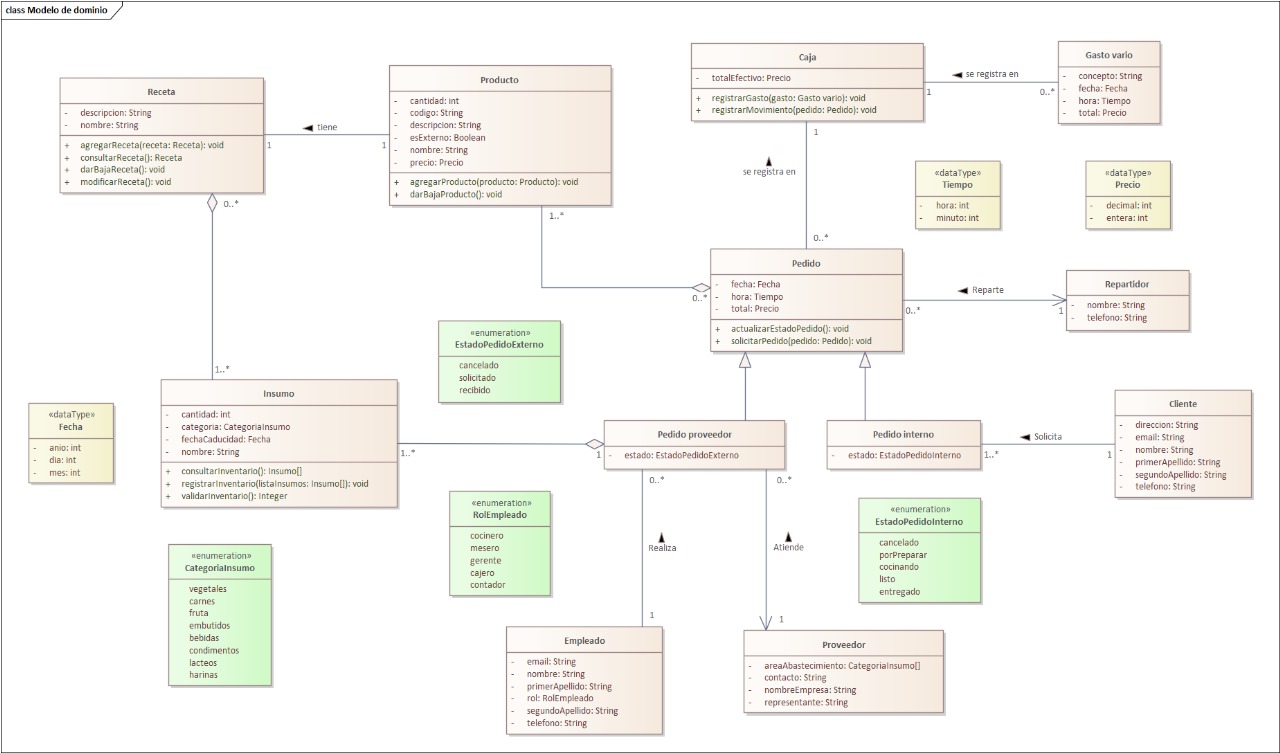 class Modelo de dominio
Receta
- descripcion: String
- nombre: String
+ agregarReceta(receta: Receta): void
+ consultarReceta(): Receta
+ darBajaReceta(): void
+ modificarReceta(): void
1
◄ tiene
1
0..*
Producto
- cantidad: int
- codigo: String
- descripcion: String
- esExterno: Boolean
- nombre: String
- precio: Precio
+ agregarProducto(producto: Producto): void
+ darBajaProducto(): void
1..*
Caja
- totalEfectivo: Precio
+ registrarGasto(gasto: Gasto vario): void
+ registrarMovimiento(pedido: Pedido): void
1
◄ se registra en
0..*
Gasto vario
- concepto: String
- fecha: Fecha
- hora: Tiempo
- total: Precio
1
▲
se registra en
0..*
«dataType»
Tiempo
- hora: int
- minuto: int
«dataType»
Precio
- decimal: int
- entera: int
Pedido
- fecha: Fecha
- hora: Tiempo
- total: Precio
+ actualizarEstadoPedido(): void
+ solicitarPedido(pedido: Pedido): void
0..*
0..*
◄ Reparte
1
Repartidor
- nombre: String
- telefono: String
«enumeration»
EstadoPedidoExterno
cancelado
solicitado
recibido
1..*
Insumo
- cantidad: int
- categoria: CategoriaInsumo
- fechaCaducidad: Fecha
- nombre: String
+ consultarInventario(): Insumo[]
+ registrarInventario(listaInsumos: Insumo[]): void
+ validarInventario(): Integer
1..*
1
«dataType»
Fecha
- anio: int
- dia: int
- mes: int
Pedido proveedor
- estado: EstadoPedidoExterno
0..*
0..*
Pedido interno
- estado: EstadoPedidoInterno
1..*
◄ Solicita
1
Cliente
- direccion: String
- email: String
- nombre: String
- primerApellido: String
- segundoApellido: String
- telefono: String
«enumeration»
RolEmpleado
cocinero
mesero
gerente
cajero
contador
«enumeration»
EstadoPedidoInterno
cancelado
porPreparar
cocinando
listo
entregado
▲
Realiza
1
▲
Atiende
1
«enumeration»
CategoriaInsumo
vegetales
carnes
fruta
embutidos
bebidas
condimentos
lacteos
harinas
Empleado
- email: String
- nombre: String
- primerApellido: String
- rol: RolEmpleado
- segundoApellido: String
- telefono: String
Proveedor
- areaAbastecimiento: CategoriaInsumo[]
- contacto: String
- nombreEmpresa: String
- representante: String